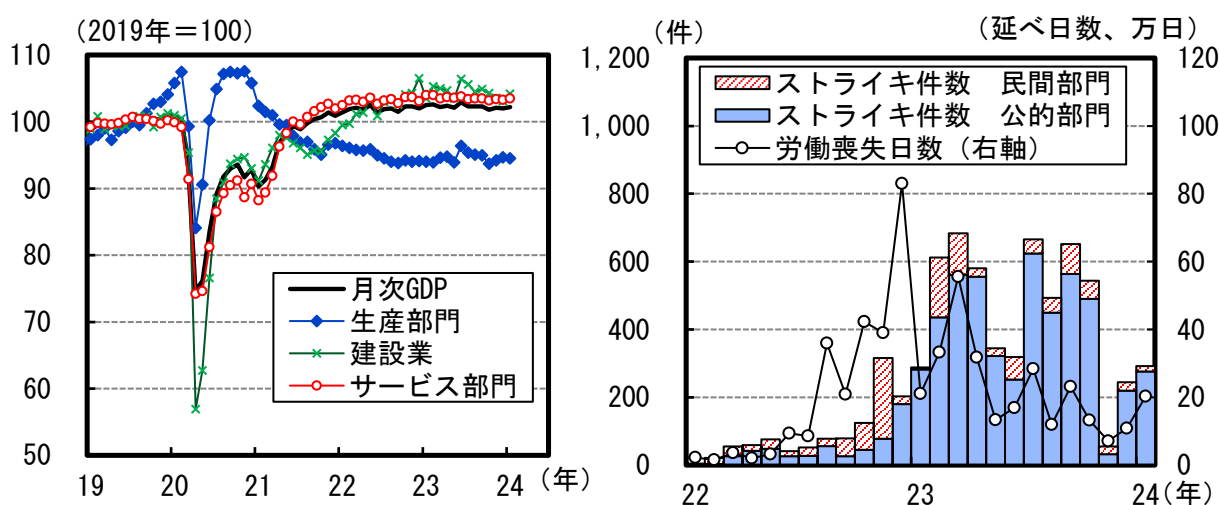 (2019年＝100)
110
100
90
80
70
60
50
月次GDP
生産部門
建設業
サービス部門
19 20 21 22 23 24 (年)
(件) (延べ日数、万日)
1,200
1,000
800
600
400
200
0
ストライキ件数 民間部門
ストライキ件数 公的部門
労働喪失日数（右軸）
120
100
80
60
40
20
0
22 23 24 (年)